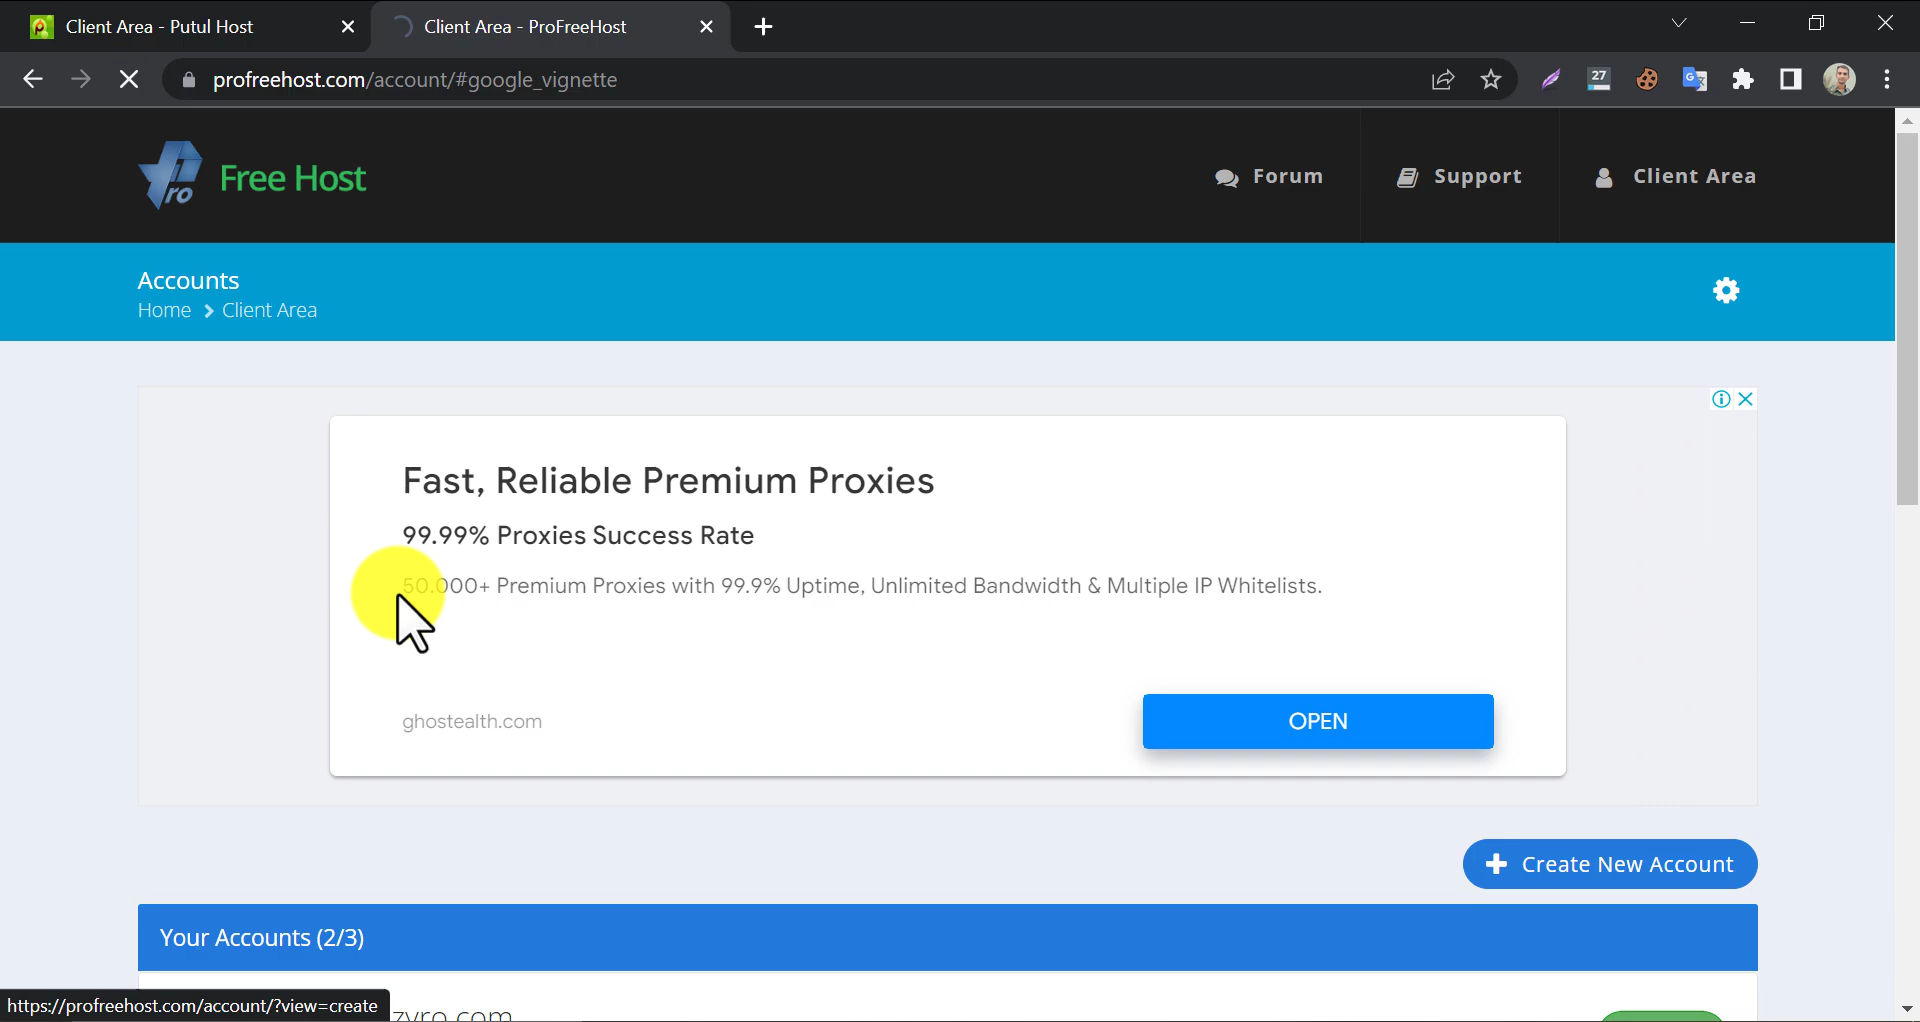 Client Area - Putul Host
Client Area - ProFreeHost
profreehost.com/account/#google_vignette
27
ro Free Host
Forum
Support
Client Area
Accounts
Home > Client Area
Fast, Reliable Premium Proxies
99.99% Proxies Success Rate
50.000+ Premium Proxies with 99.9% Uptime, Unlimited Bandwidth & Multiple IP Whitelists.
ghostealth.com
OPEN
Create New Account
Your Accounts (2/3)
https://profreehost.com/account/?view=create